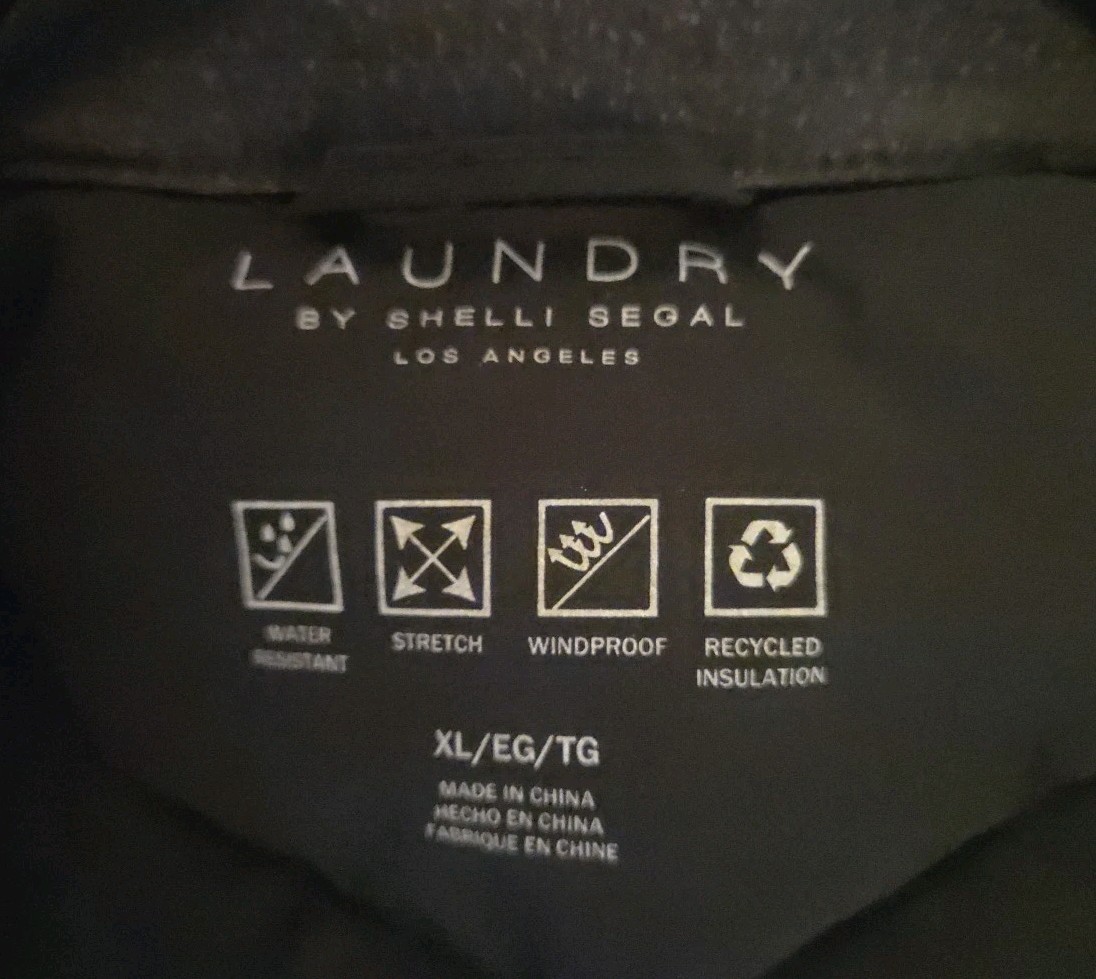 LAUNDRY
BY SHELLI SEGAL
LOS ANGELES
WATER
RESISTANT
STRETCH
WINDPROOF
RECYCLED
INSULATION
XL/EG/TG
MADE IN CHINA
HECHO EN CHINA
FABRIQUE EN CHINE